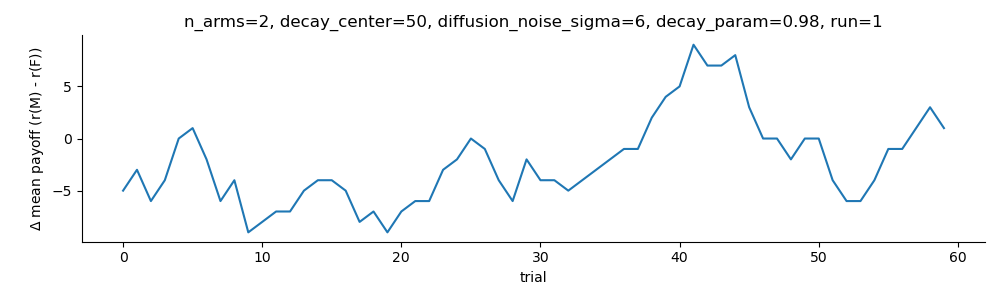 n_arms=2, decay_center=50, diffusion_noise_sigma=6, decay_param=0.98, run=1
Δ mean payoff (r(M) - r(F))
5
0
−5
0 10 20 30 40 50 60
trial